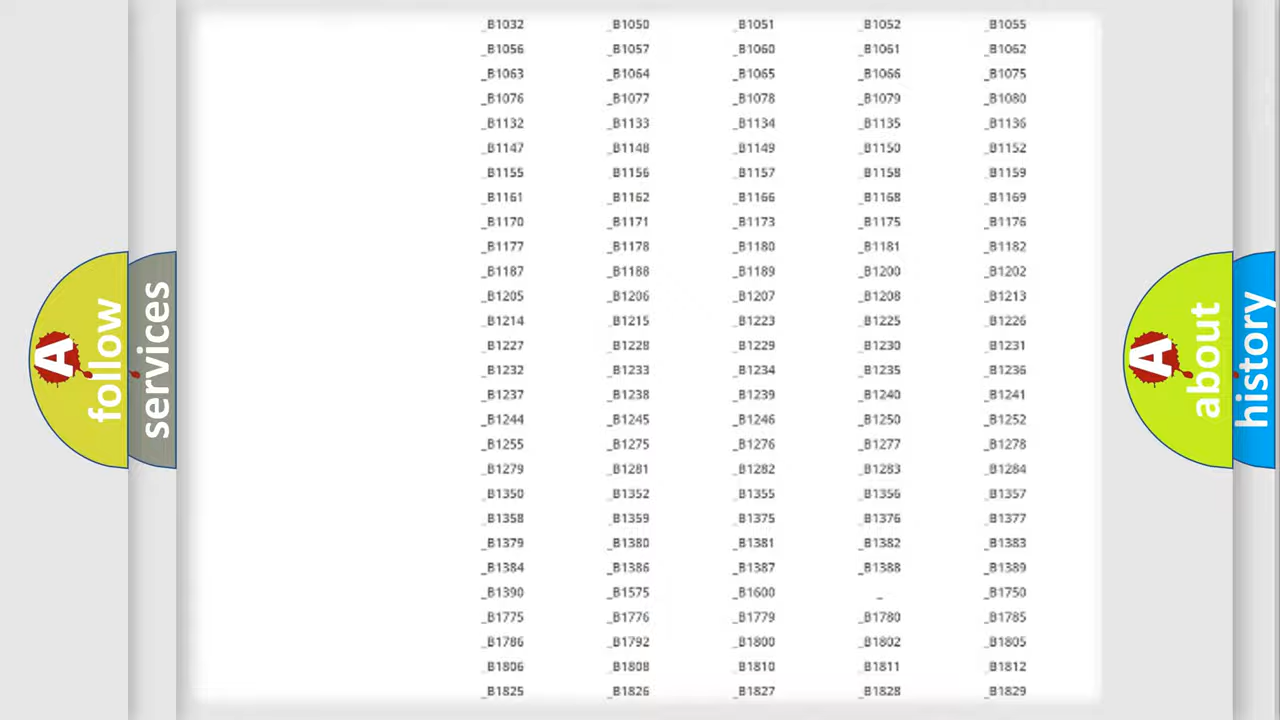 _B1032 _B1050 _B1051 _B1052 _B1055
_B1056 _B1057 _B1060 _B1061 _B1062
_B1063 _B1064 _B1065 _B1066 _B1075
_B1076 _B1077 _B1078 _B1079 _B1080
_B1132 _B1133 _B1134 _B1135 _B1136
_B1147 _B1148 _B1149 _B1150 _B1152
_B1155 _B1156 _B1157 _B1158 _B1159
_B1161 _B1162 _B1166 _B1168 _B1169
_B1170 _B1171 _B1173 _B1175 _B1176
_B1177 _B1178 _B1180 _B1181 _B1182
_B1187 _B1188 _B1189 _B1200 _B1202
_B1205 _B1206 _B1207 _B1208 _B1213
_B1214 _B1215 _B1223 _B1225 _B1226
_B1227 _B1228 _B1229 _B1230 _B1231
_B1232 _B1233 _B1234 _B1235 _B1236
_B1237 _B1238 _B1239 _B1240 _B1241
_B1244 _B1245 _B1246 _B1250 _B1252
_B1255 _B1275 _B1276 _B1277 _B1278
_B1279 _B1281 _B1282 _B1283 _B1284
_B1350 _B1352 _B1355 _B1356 _B1357
_B1358 _B1359 _B1375 _B1376 _B1377
_B1379 _B1380 _B1381 _B1382 _B1383
_B1384 _B1386 _B1387 _B1388 _B1389
_B1390 _B1575 _B1600 _ _B1750
_B1775 _B1776 _B1779 _B1780 _B1785
_B1786 _B1792 _B1800 _B1802 _B1805
_B1806 _B1808 _B1810 _B1811 _B1812
_B1825 _B1826 _B1827 _B1828 _B1829
A
follow
services
A
about
history